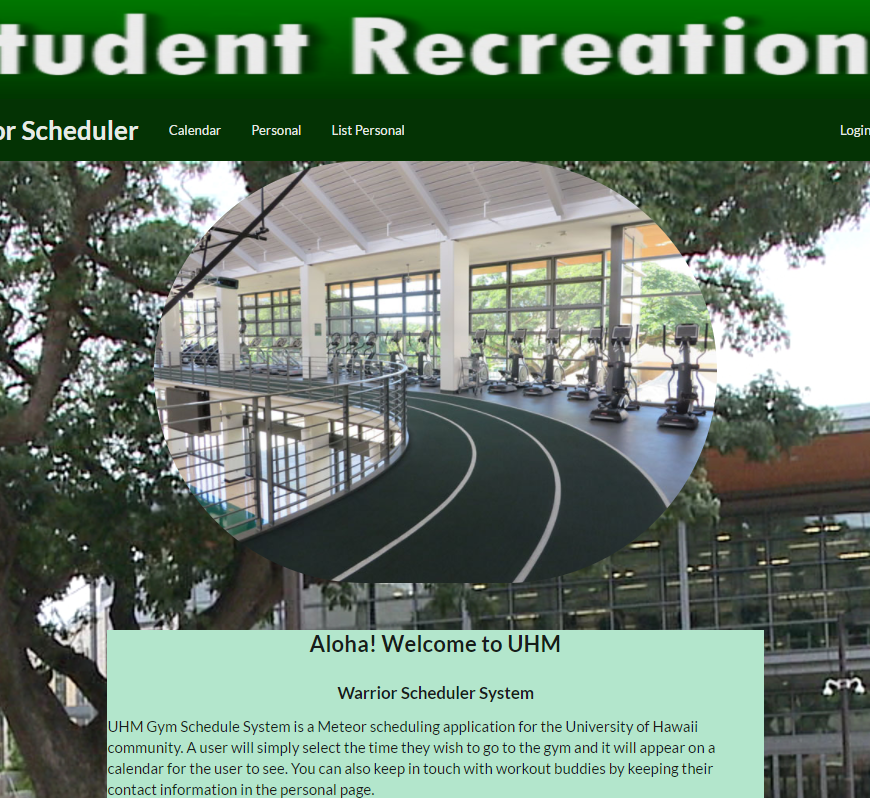 tudent Recreation
or Scheduler Calendar Personal List Personal Login
Aloha! Welcome to UHM
Warrior Scheduler System
UHM Gym Schedule System is a Meteor scheduling application for the University of Hawaii
community. A user will simply select the time they wish to go to the gym and it will appear on a
calendar for the user to see. You can also keep in touch with workout buddies by keeping their
contact information in the personal page.